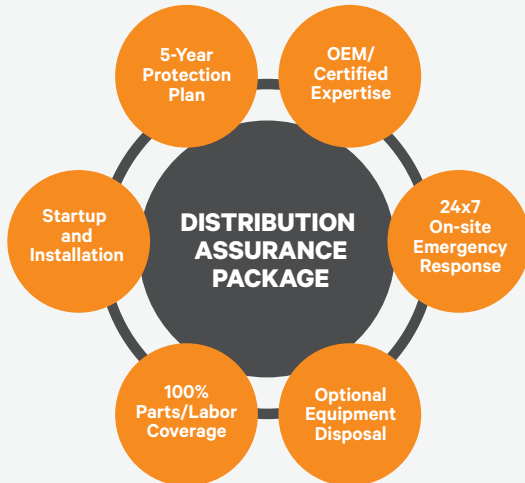 5-Year
Protection
Plan
OEM/
Certified
Expertise
Startup
and
Installation
DISTRIBUTION
ASSURANCE
PACKAGE
24x7
On-site
Emergency
Response
100%
Parts/Labor
Coverage
Optional
Equipment
Disposal